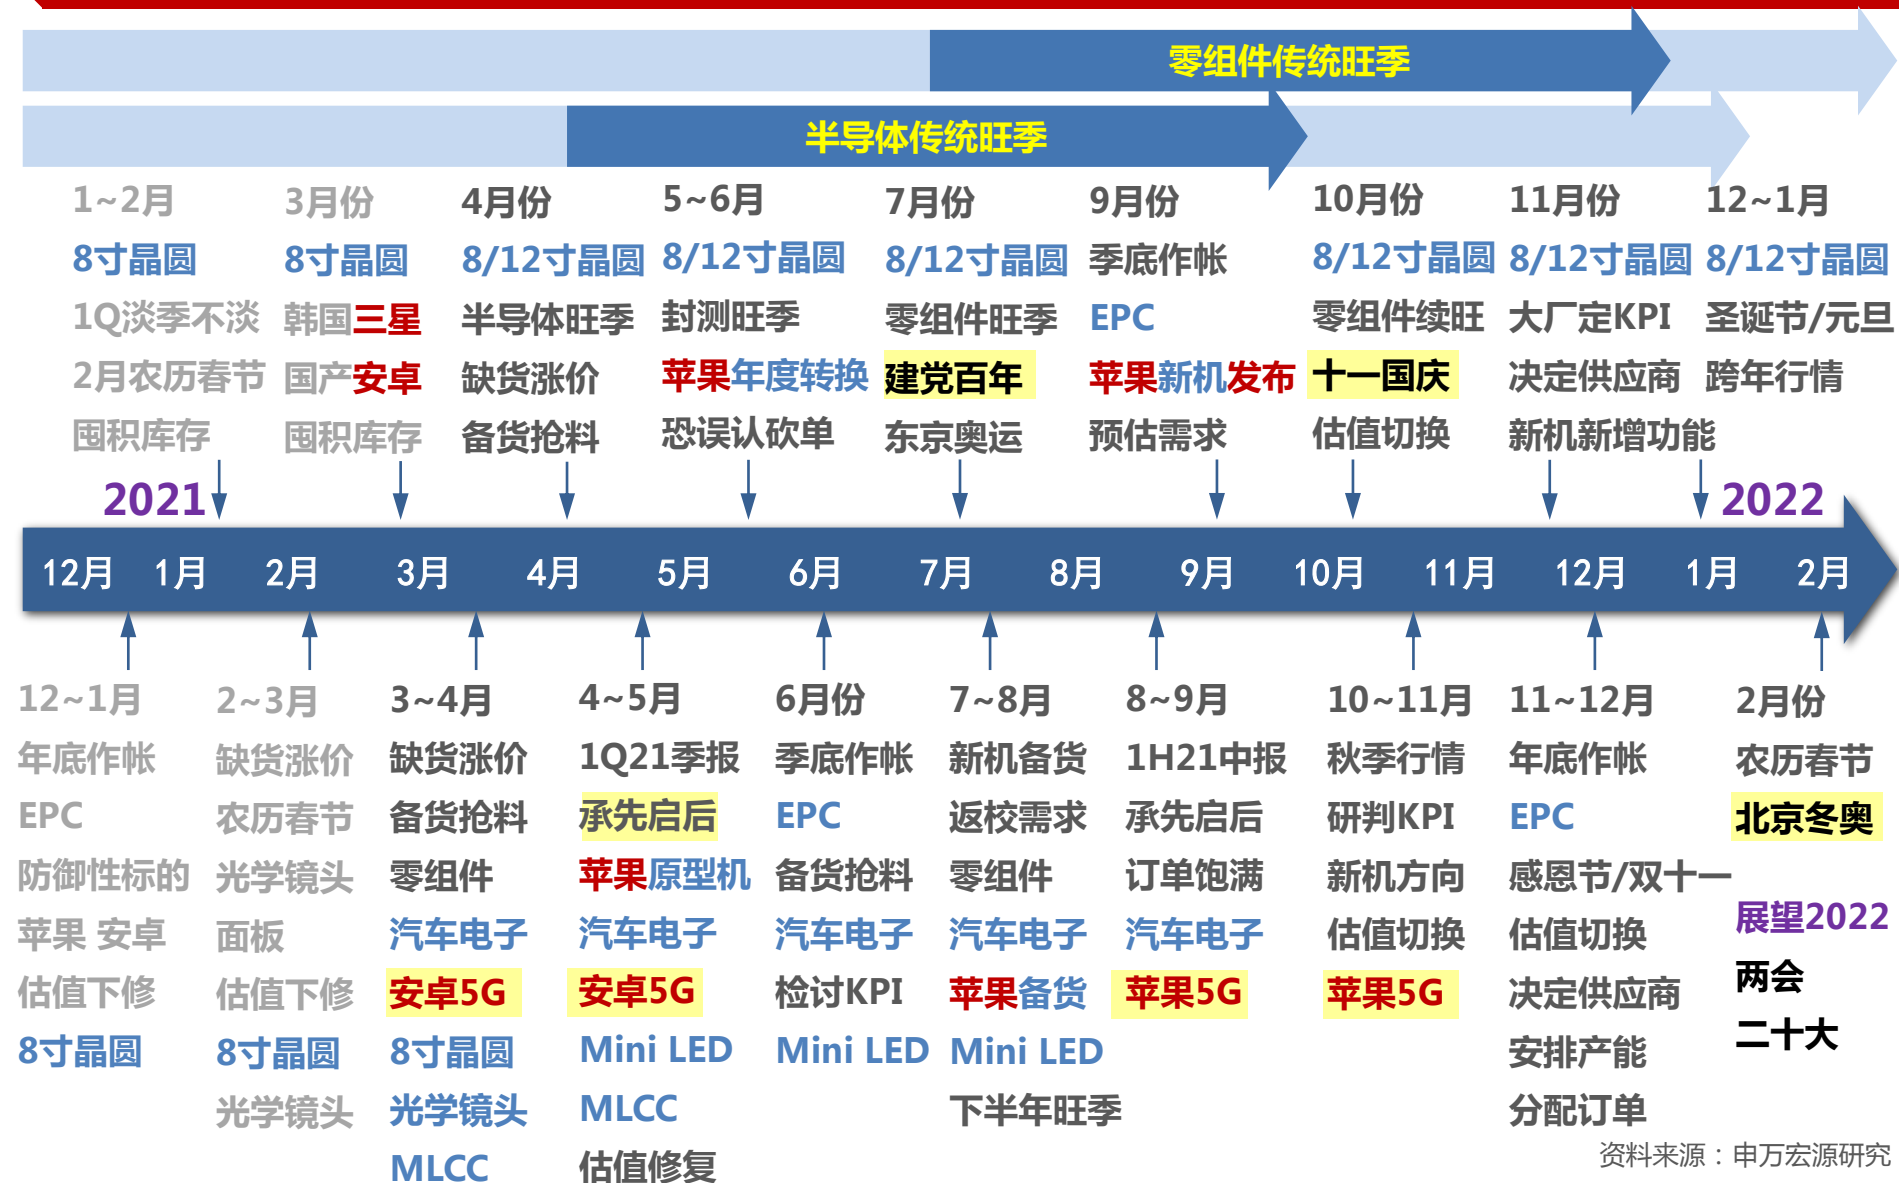 零组件传统旺季
半导体传统旺季
1~2月
8寸晶圆
1Q淡季不淡
2月农历春节
囤积库存
3月份
8寸晶圆
韩国三星
国产安卓
囤积库存
4月份
8/12寸晶圆
半导体旺季
缺货涨价
备货抢料
5~6月
8/12寸晶圆
封测旺季
苹果年度转换
恐误认砍单
7月份
8/12寸晶圆
零组件旺季
建党百年
东京奥运
9月份
季底作帐
EPC
苹果新机发布
预估需求
10月份
8/12寸晶圆
零组件续旺
十一国庆
估值切换
11月份
8/12寸晶圆
大厂定KPI
决定供应商
新机新增功能
12~1月
8/12寸晶圆
圣诞节/元旦
跨年行情
2021
2022
12月 1月 2月 3月 4月 5月 6月 7月 8月 9月 10月 11月 12月 1月 2月
12~1月
年底作帐
EPC
防御性标的
苹果 安卓
估值下修
8寸晶圆
2~3月
缺货涨价
农历春节
光学镜头
面板
估值下修
8寸晶圆
光学镜头
3~4月
缺货涨价
备货抢料
零组件
汽车电子
安卓5G
8寸晶圆
光学镜头
MLCC
4~5月
1Q21季报
承先启后
苹果原型机
汽车电子
安卓5G
Mini LED
MLCC
估值修复
6月份
季底作帐
EPC
备货抢料
汽车电子
检讨KPI
Mini LED
7~8月
新机备货
返校需求
零组件
汽车电子
苹果备货
Mini LED
下半年旺季
8~9月
1H21中报
承先启后
订单饱满
汽车电子
苹果5G
10~11月
秋季行情
研判KPI
新机方向
估值切换
苹果5G
11~12月
年底作帐
EPC
感恩节/双十一
估值切换
决定供应商
安排产能
分配订单
2月份
农历春节
北京冬奥
展望2022
两会
二十大
资料来源：申万宏源研究